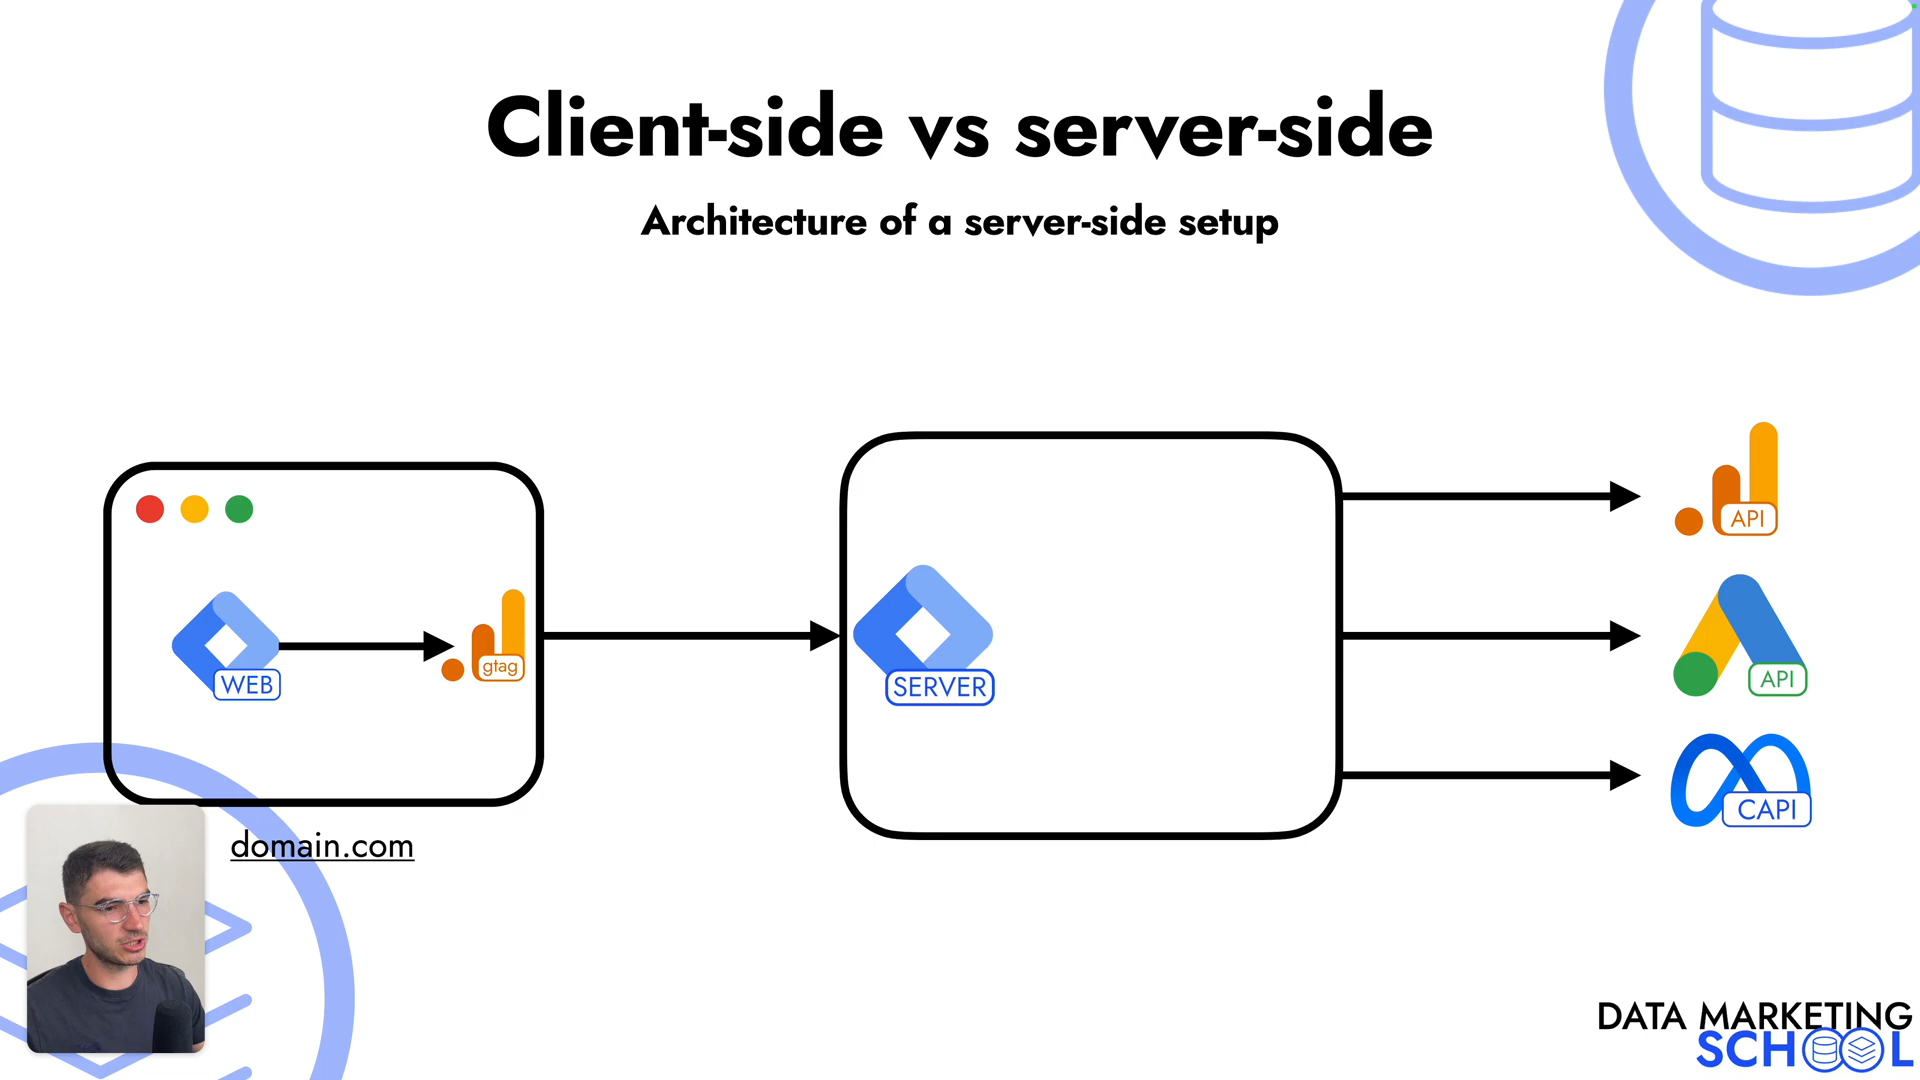 Client-side vs server-side
Architecture of a server-side setup
WEB
gtag
SERVER
API
API
CAPI
domain.com
DATA MARKETING
SCHOOL